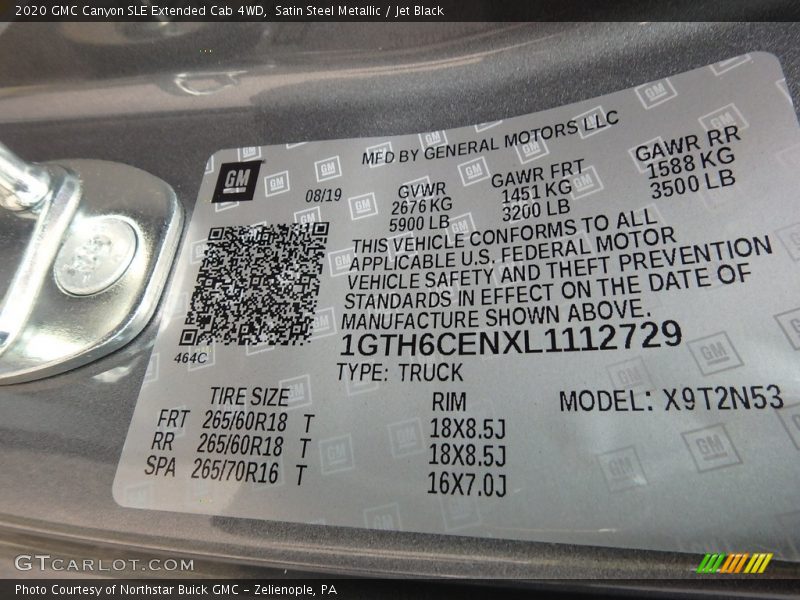 2020 GMC Canyon SLE Extended Cab 4WD, Satin Steel Metallic / Jet Black
MFD BY GENERAL MOTORS LLC
GM
08/19
GVWR
2676 KG
5900 LB
GAWR FRT
1451 KG
3200 LB
GAWR RR
1588 KG
3500 LB
THIS VEHICLE CONFORMS TO ALL
APPLICABLE U.S. FEDERAL MOTOR
VEHICLE SAFETY AND THEFT PREVENTION
STANDARDS IN EFFECT ON THE DATE OF
MANUFACTURE SHOWN ABOVE.
464C
1GTH6CENXL1112729
TYPE: TRUCK
MODEL: X9T2N53
TIRE SIZE RIM
FRT 265/60R18 T 18X8.5J
RR 265/60R18 T 18X8.5J
SPA 265/70R16 T 16X7.0J
GTCarlot.com
Photo Courtesy of Northstar Buick GMC - Zelienople, PA